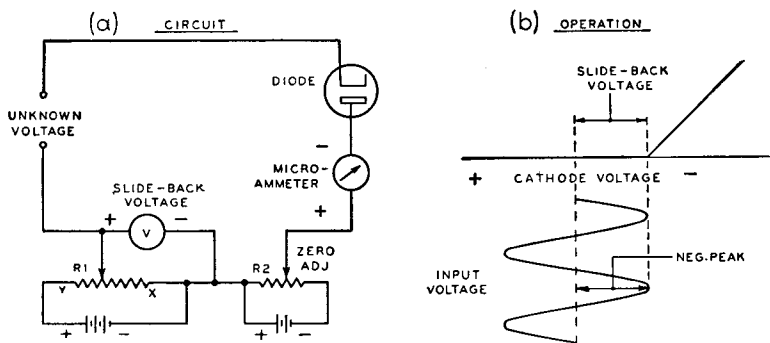 (a) CIRCUIT
DIODE
UNKNOWN
VOLTAGE
−
MICRO-
AMMETER
SLIDE-BACK
VOLTAGE
+ V −
+
ZERO
ADJ
R1
R2
Y X
+ −
+ −
(b) OPERATION
SLIDE-BACK
VOLTAGE
+ CATHODE VOLTAGE −
NEG.PEAK
INPUT
VOLTAGE